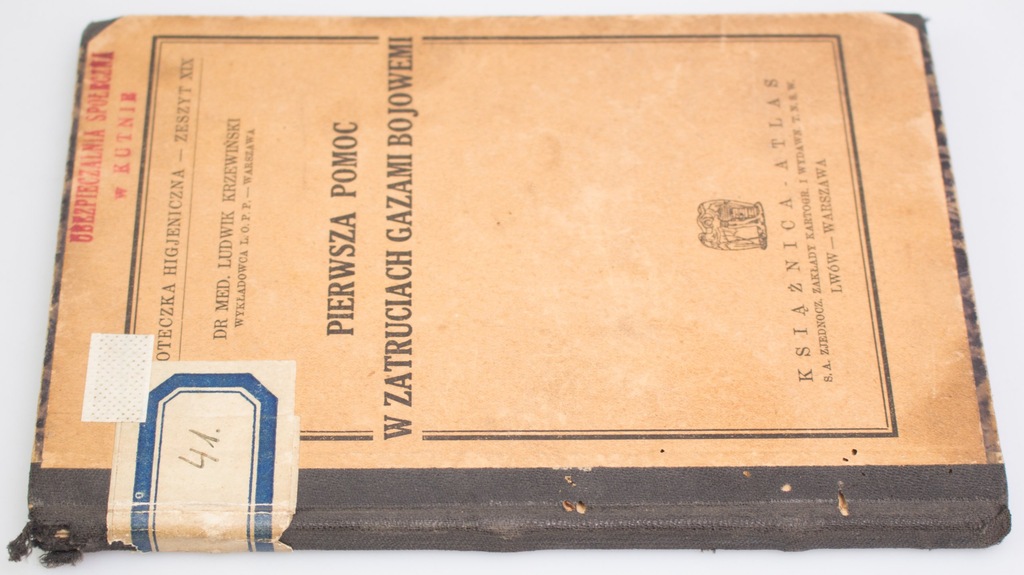 UBEZPIECZALNIA SPOŁECZNA
W KUTNIE
OTECZKA HIGJENICZNA — ZESZYT XIX
DR MED. LUDWIK KRZEWIŃSKI
WYKŁADOWCA L. O. P. P. — WARSZAWA
PIERWSZA POMOC
W ZATRUCIACH GAZAMI BOJOWEMI
KSIĄŻNICA - ATLAS
S. A. ZJEDNOCZ. ZAKŁADY KARTOGR. I WYDAWN. T. N. S. W.
LWÓW — WARSZAWA
41.